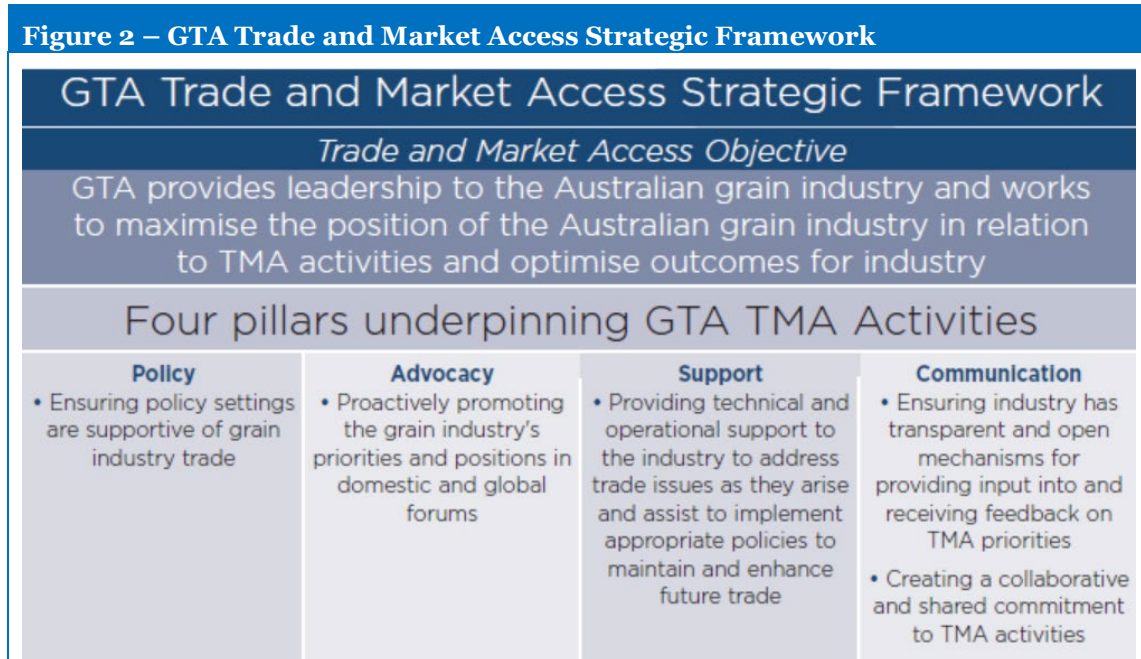 Figure 2 – GTA Trade and Market Access Strategic Framework
GTA Trade and Market Access Strategic Framework
Trade and Market Access Objective
GTA provides leadership to the Australian grain industry and works
to maximise the position of the Australian grain industry in relation
to TMA activities and optimise outcomes for industry
Four pillars underpinning GTA TMA Activities
Policy
• Ensuring policy settings
are supportive of grain
industry trade
Advocacy
• Proactively promoting
the grain industry's
priorities and positions in
domestic and global
forums
Support
• Providing technical and
operational support to
the industry to address
trade issues as they arise
and assist to implement
appropriate policies to
maintain and enhance
future trade
Communication
• Ensuring industry has
transparent and open
mechanisms for
providing input into and
receiving feedback on
TMA priorities
• Creating a collaborative
and shared commitment
to TMA activities